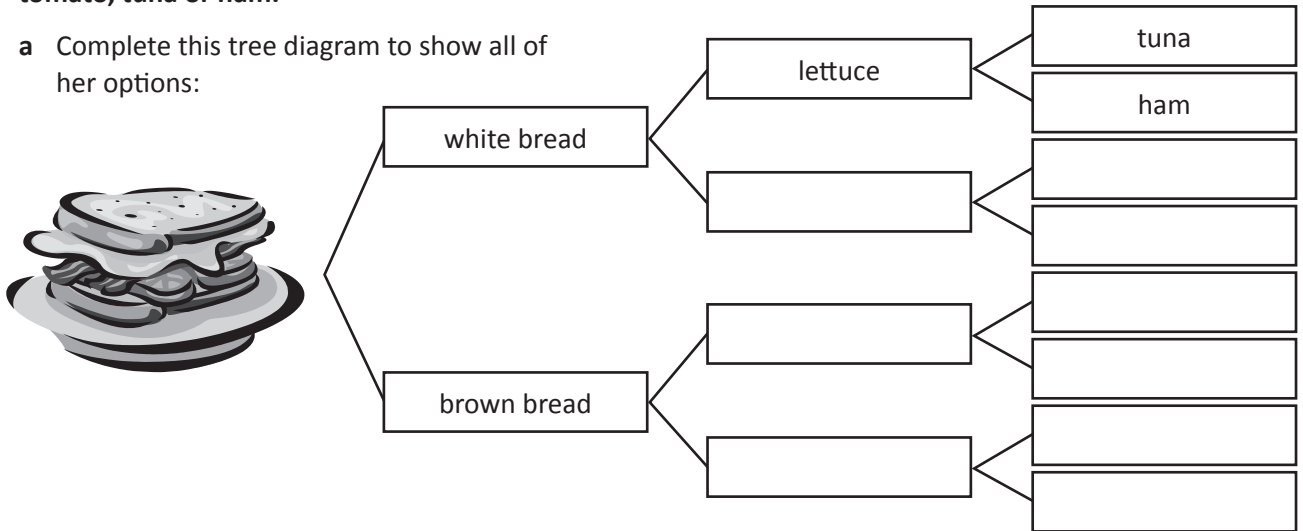 tomato, tuna or ham.
a Complete this tree diagram to show all of
her options:
white bread
brown bread
lettuce
tuna
ham